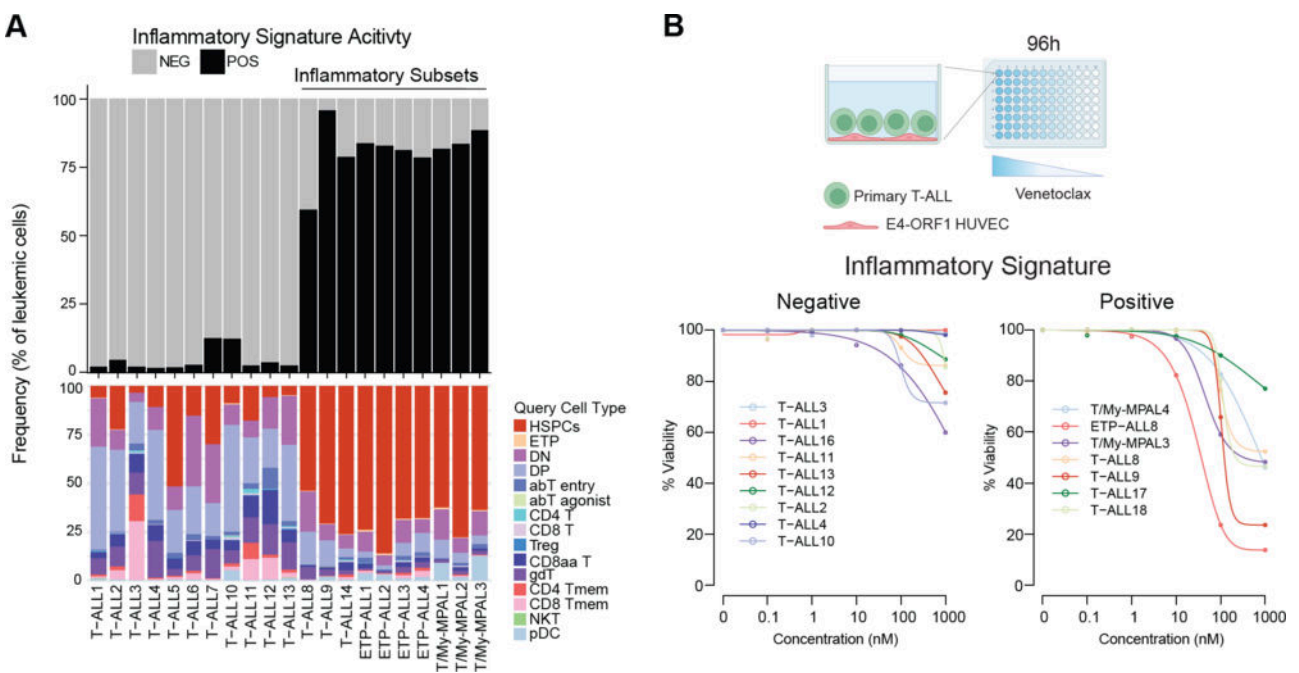 A
Inflammatory Signature Acitivty
NEG POS
Inflammatory Subsets
Frequency (% of leukemic cells)
100
75
50
25
0
100
75
50
25
0
T-ALL1
T-ALL2
T-ALL3
T-ALL4
T-ALL5
T-ALL6
T-ALL7
T-ALL10
T-ALL11
T-ALL12
T-ALL13
T-ALL8
T-ALL9
T-ALL14
ETP-ALL1
ETP-ALL2
ETP-ALL3
ETP-ALL4
T/My-MPAL1
T/My-MPAL2
T/My-MPAL3
Query Cell Type
HSPCs
ETP
DN
DP
abT entry
abT agonist
CD4 T
CD8 T
Treg
CD8aa T
gdT
CD4 Tmem
CD8 Tmem
NKT
pDC
B
96h
Primary T-ALL
E4-ORF1 HUVEC
Venetoclax
Inflammatory Signature
Negative
% Viability
100
80
60
40
20
0
T-ALL3
T-ALL1
T-ALL16
T-ALL11
T-ALL13
T-ALL12
T-ALL2
T-ALL4
T-ALL10
0 0.1 1 10 100 1000
Concentration (nM)
Positive
% Viability
100
80
60
40
20
0
T/My-MPAL4
ETP-ALL8
T/My-MPAL3
T-ALL8
T-ALL9
T-ALL17
T-ALL18
0 0.1 1 10 100 1000
Concentration (nM)